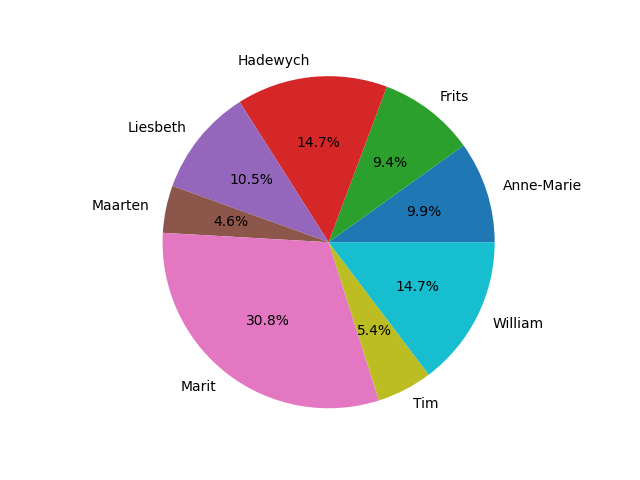 Hadewych
Frits
Liesbeth
14.7%
9.4%
10.5%
Anne-Marie
Maarten
9.9%
4.6%
14.7%
30.8%
William
5.4%
Marit
Tim